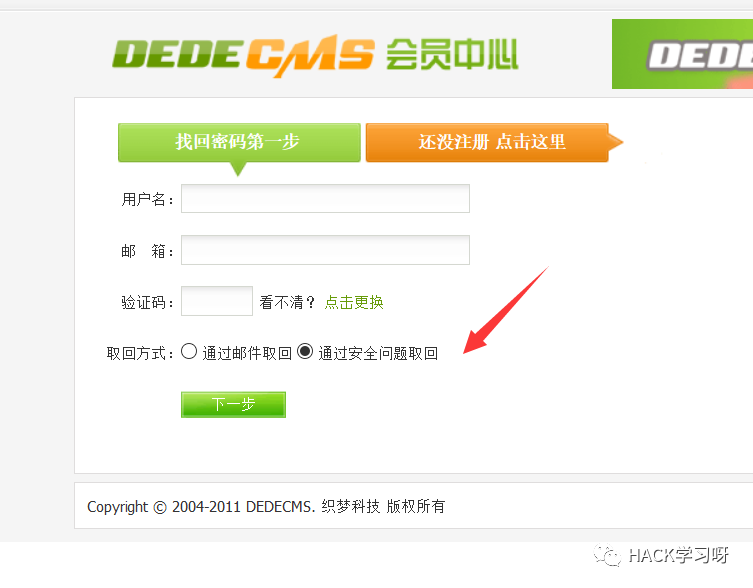 DEDECMS 会员中心
DEDE
找回密码第一步
还没注册 点击这里
用户名：
邮 箱：
验证码： 看不清？ 点击更换
取回方式： 通过邮件取回 通过安全问题取回
下一步
Copyright © 2004-2011 DEDECMS. 织梦科技 版权所有
HACK学习呀